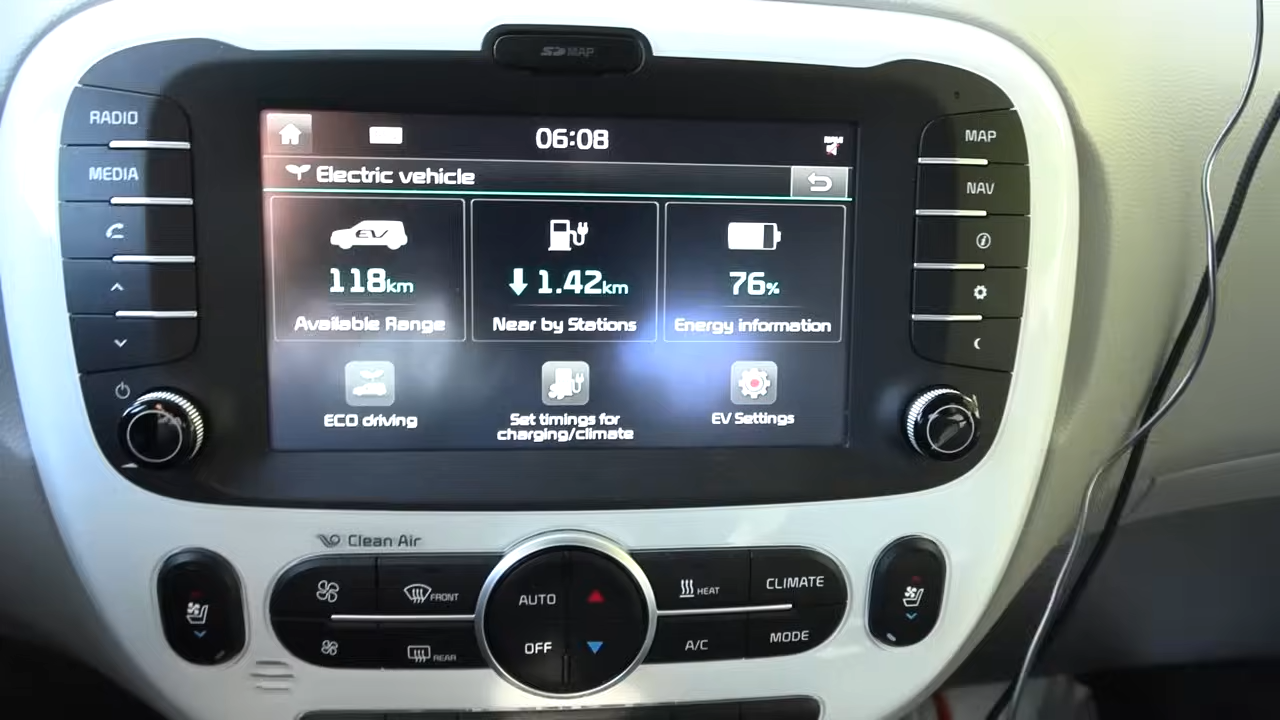 SD MAP
RADIO
MEDIA
MAP
NAV
06:08
Electric vehicle
EV
118km
Available Range
1.42km
Near by Stations
76%
Energy information
ECO driving
Set timings for
charging/climate
EV Settings
Clean Air
FRONT
REAR
AUTO
OFF
HEAT
CLIMATE
A/C
MODE